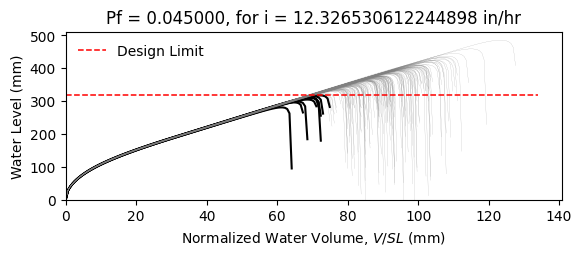 Pf = 0.045000, for i = 12.326530612244898 in/hr
Design Limit
Water Level (mm)
500
400
300
200
100
0
0 20 40 60 80 100 120 140
Normalized Water Volume, V/SL (mm)